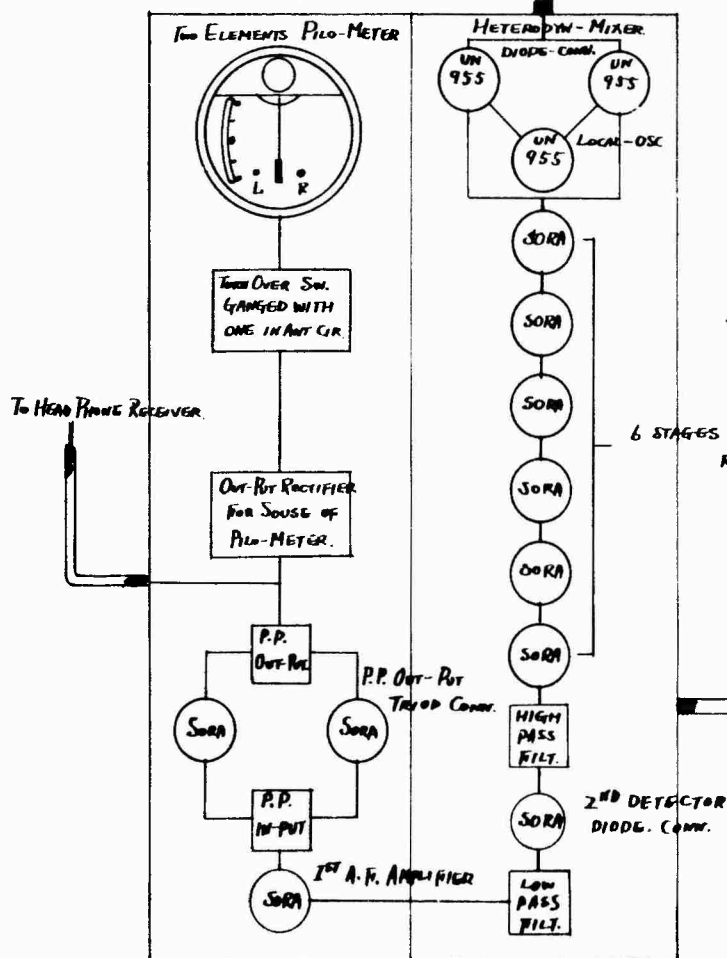 Two Elements Pilo-Meter
L R
Turn Over Sw.
Ganged with
one in Ant Cir.
To Head Phone Receiver
Out-Put Rectifier
For Souse of
Pilo-Meter.
P.P.
Out-Put
P.P. Out-Put
Triod Conn.
Sora
Sora
P.P.
In-Put
1st A.F. Amplifier
Sora
Heterodyn-Mixer
Diode-Conn.
UN
955
UN
955
UN
955
Local-Osc
SORA
SORA
SORA
SORA
SORA
SORA
6 Stages
High
Pass
Filt.
SORA
2nd Detector
Diode. Conn.
Low
Pass
Filt.